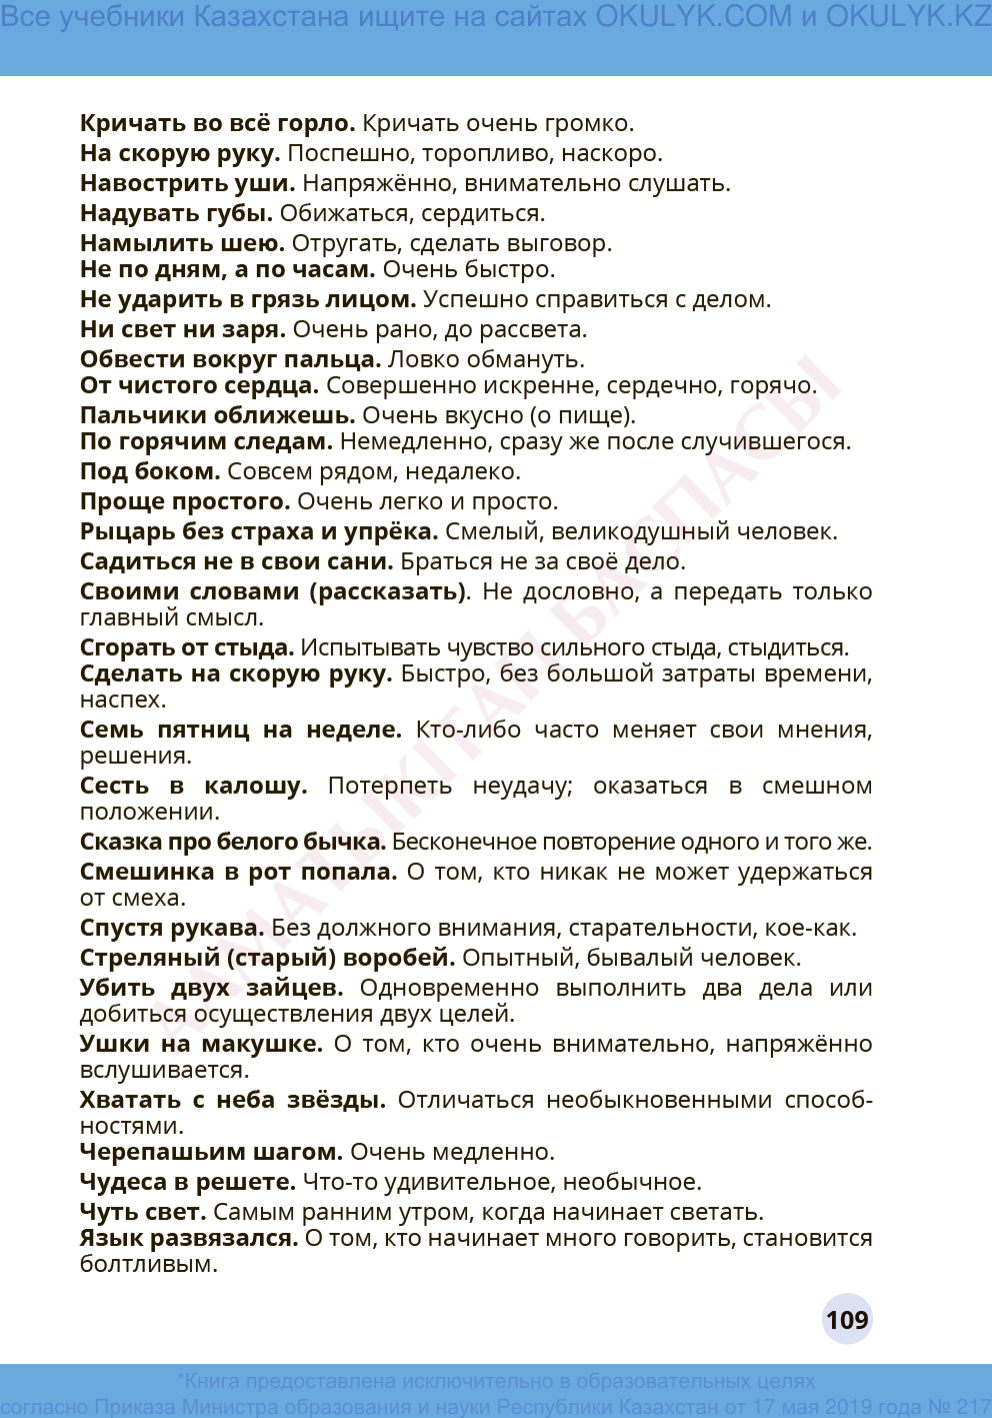 Все учебники Казахстана ищите на сайтах OKULYK.COM и OKULYK.KZ
Кричать во всё горло. Кричать очень громко.
На скорую руку. Поспешно, торопливо, наскоро.
Навострить уши. Напряжённо, внимательно слушать.
Надувать губы. Обижаться, сердиться.
Намылить шею. Отругать, сделать выговор.
Не по дням, а по часам. Очень быстро.
Не ударить в грязь лицом. Успешно справиться с делом.
Ни свет ни заря. Очень рано, до рассвета.
Обвести вокруг пальца. Ловко обмануть.
От чистого сердца. Совершенно искренне, сердечно, горячо.
Пальчики оближешь. Очень вкусно (о пище).
По горячим следам. Немедленно, сразу же после случившегося.
Под боком. Совсем рядом, недалеко.
Проще простого. Очень легко и просто.
Рыцарь без страха и упрёка. Смелый, великодушный человек.
Садиться не в свои сани. Браться не за своё дело.
Своими словами (рассказать). Не дословно, а передать только
главный смысл.
Сгорать от стыда. Испытывать чувство сильного стыда, стыдиться.
Сделать на скорую руку. Быстро, без большой затраты времени,
наспех.
Семь пятниц на неделе. Кто-либо часто меняет свои мнения,
решения.
Сесть в калошу. Потерпеть неудачу; оказаться в смешном
положении.
Сказка про белого бычка. Бесконечное повторение одного и того же.
Смешинка в рот попала. О том, кто никак не может удержаться
от смеха.
Спустя рукава. Без должного внимания, старательности, кое-как.
Стреляный (старый) воробей. Опытный, бывалый человек.
Убить двух зайцев. Одновременно выполнить два дела или
добиться осуществления двух целей.
Ушки на макушке. О том, кто очень внимательно, напряжённо
вслушивается.
Хватать с неба звёзды. Отличаться необыкновенными способ-
ностями.
Черепашьим шагом. Очень медленно.
Чудеса в решете. Что-то удивительное, необычное.
Чуть свет. Самым ранним утром, когда начинает светать.
Язык развязался. О том, кто начинает много говорить, становится
болтливым.
АЛМАТЫКІТАП БАСПАСЫ
109
*Книга предоставлена исключительно в образовательных целях
согласно Приказа Министра образования и науки Республики Казахстан от 17 мая 2019 года № 217